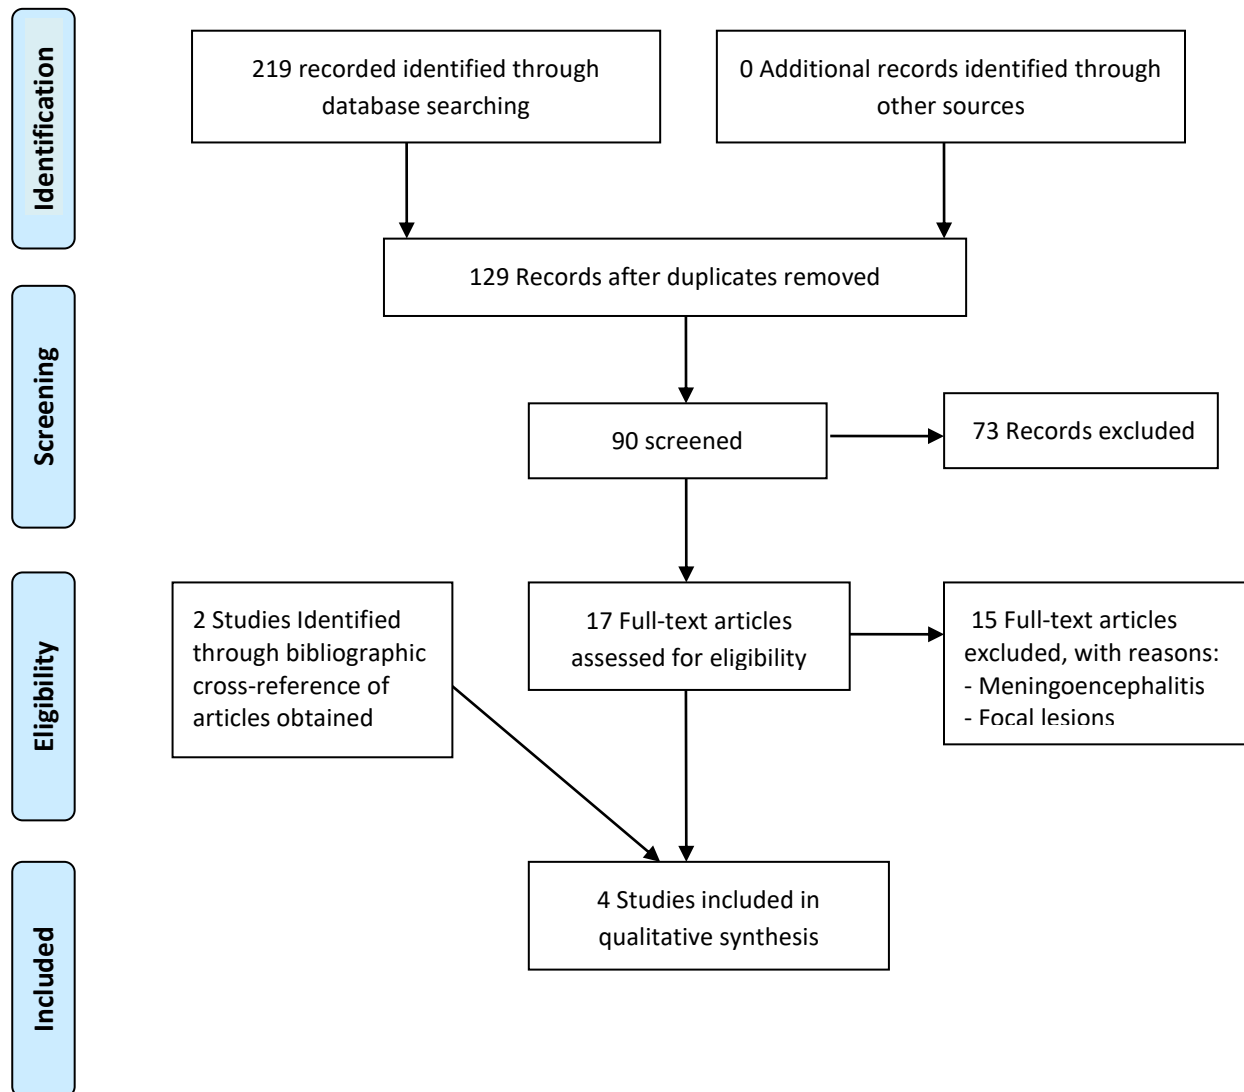 Identification
219 recorded identified through
database searching
0 Additional records identified through
other sources
129 Records after duplicates removed
Screening
90 screened
73 Records excluded
Eligibility
2 Studies Identified
through bibliographic
cross-reference of
articles obtained
17 Full-text articles
assessed for eligibility
15 Full-text articles
excluded, with reasons:
- Meningoencephalitis
- Focal lesions
Included
4 Studies included in
qualitative synthesis